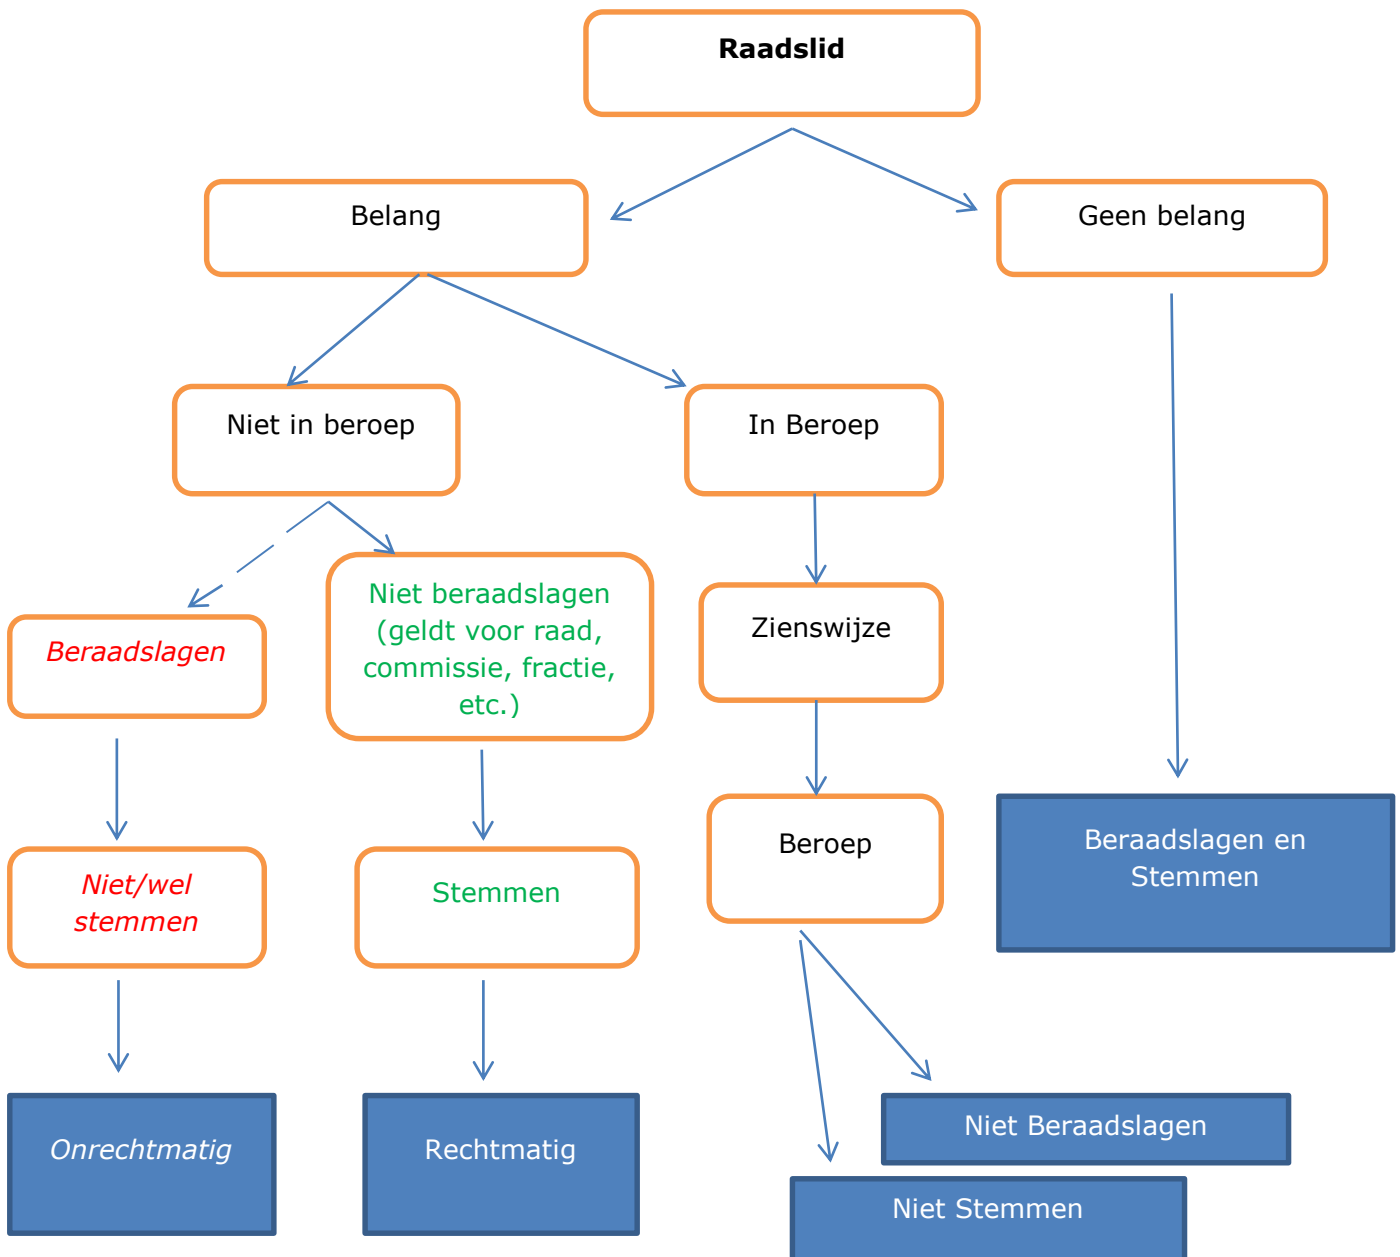 Raadslid
Belang
Geen belang
Niet in beroep
In Beroep
Beraadslagen
Niet beraadslagen
(geldt voor raad,
commissie, fractie,
etc.)
Zienswijze
Niet/wel
stemmen
Stemmen
Beroep
Beraadslagen en
Stemmen
Onrechtmatig
Rechtmatig
Niet Beraadslagen
Niet Stemmen